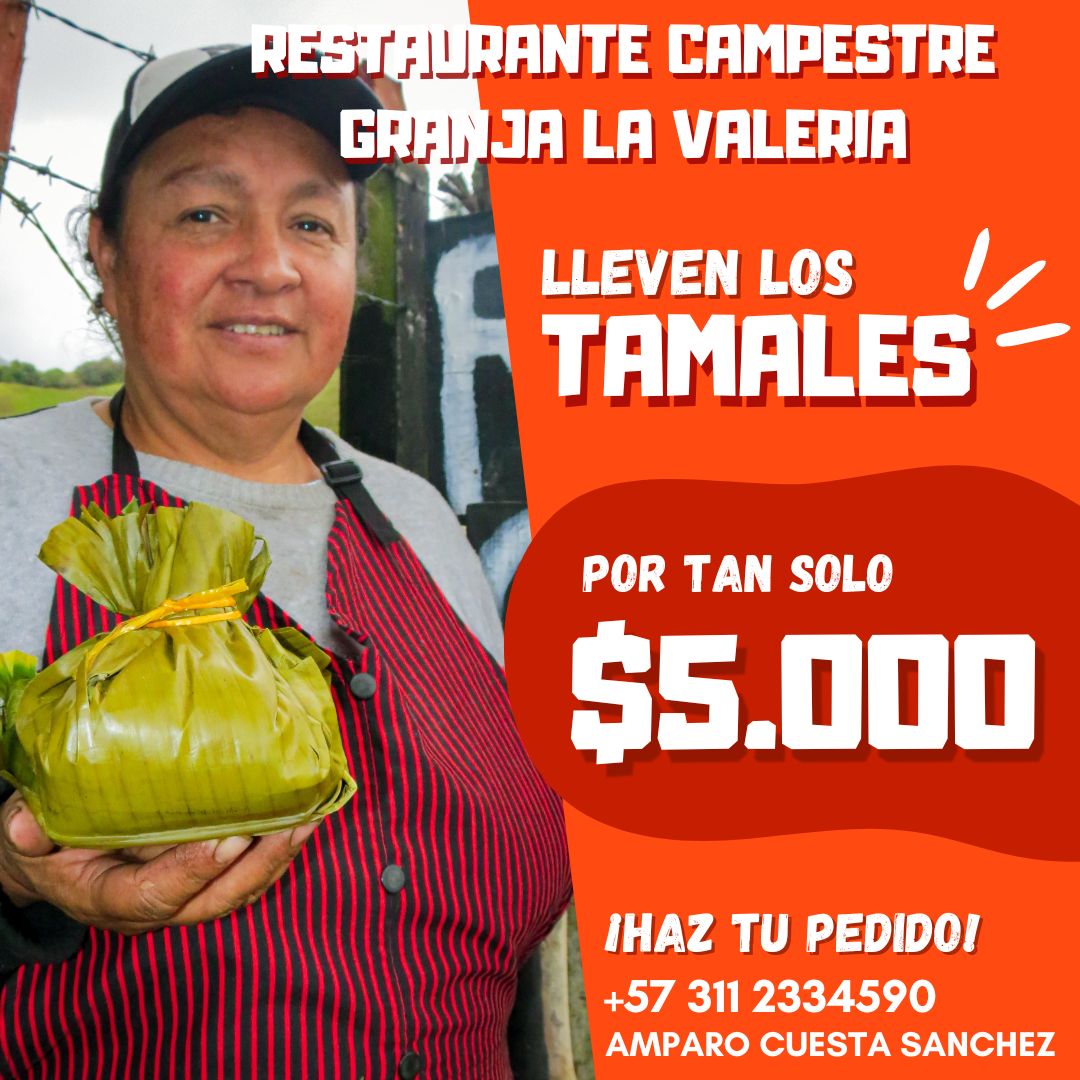 RESTAURANTE CAMPESTRE
GRANJA LA VALERIA
LLEVEN LOS
TAMALES
POR TAN SOLO
$5.000
¡HAZ TU PEDIDO!
+57 311 2334590
AMPARO CUESTA SANCHEZ